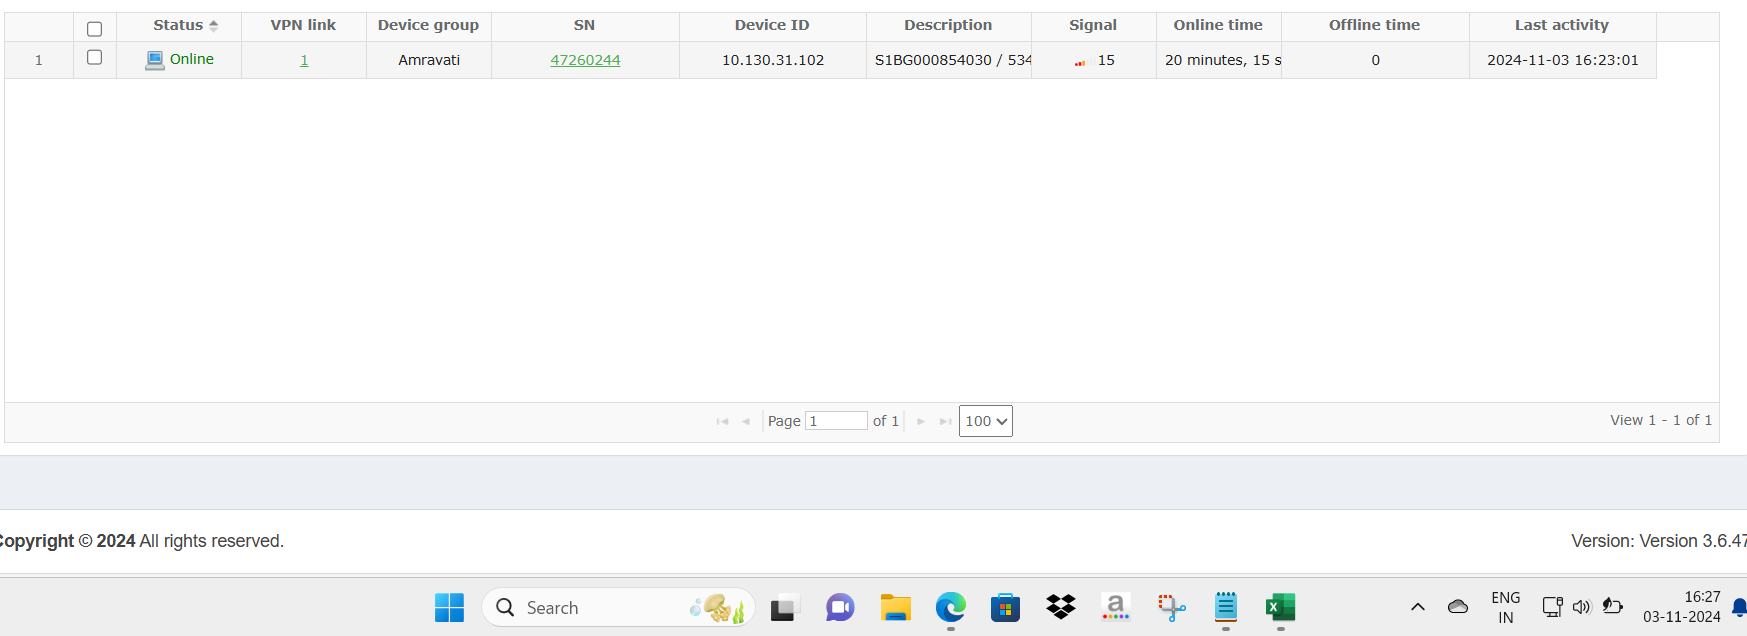 Status VPN link Device group SN Device ID Description Signal Online time Offline time Last activity
1 Online 1 Amravati 47260244 10.130.31.102 S1BG000854030 / 534 15 20 minutes, 15 s 0 2024-11-03 16:23:01
Page 1 of 1 100 View 1 - 1 of 1
Copyright © 2024 All rights reserved. Version: Version 3.6.47
Search a X ENG 16:27
IN 03-11-2024